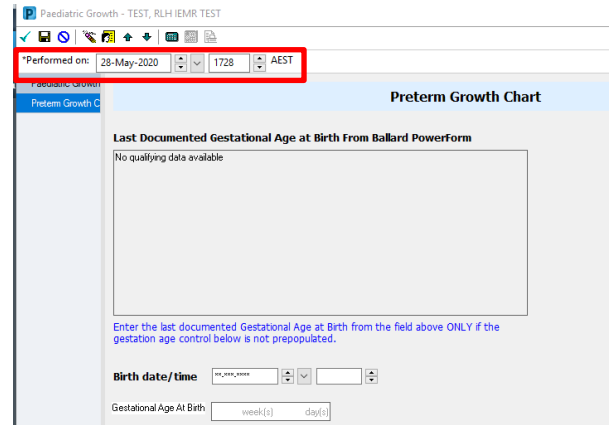 Paediatric Growth - TEST, RLH IEMR TEST
*Performed on: 28-May-2020 1728 AEST
Paediatric Growth
Preterm Growth C
Preterm Growth Chart
Last Documented Gestational Age at Birth From Ballard PowerForm
No qualifying data available
Enter the last documented Gestational Age at Birth from the field above ONLY if the
gestation age control below is not prepopulated.
Birth date/time **-***-****
Gestational Age At Birth week(s) day(s)